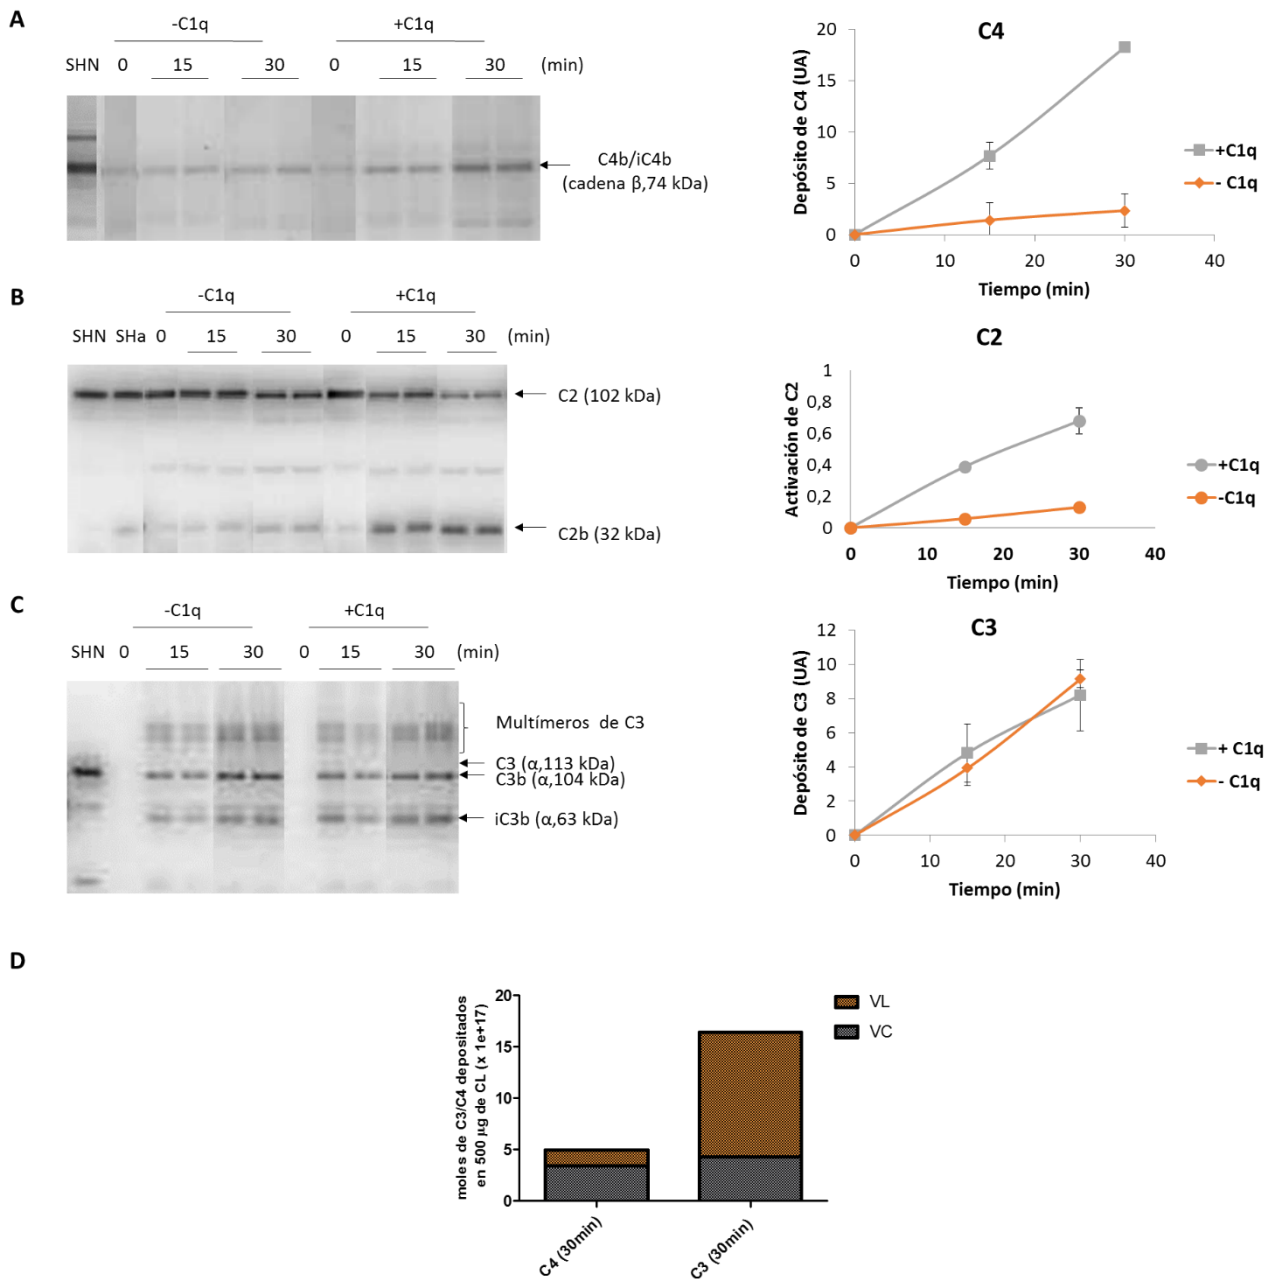 A
-C1q
+C1q
SHN 0 15 30 0 15 30 (min)
C4b/iC4b
(cadena β,74 kDa)
C4
Depósito de C4 (UA)
20
15
10
5
0
0 10 20 30 40
Tiempo (min)
+C1q
- C1q
B
-C1q
+C1q
SHN SHa 0 15 30 0 15 30 (min)
C2 (102 kDa)
C2b (32 kDa)
C2
Activación de C2
1
0,8
0,6
0,4
0,2
0
0 10 20 30 40
Tiempo (min)
+C1q
-C1q
C
-C1q
+C1q
SHN 0 15 30 0 15 30 (min)
Multímeros de C3
C3 (α,113 kDa)
C3b (α,104 kDa)
iC3b (α,63 kDa)
C3
Depósito de C3 (UA)
12
10
8
6
4
2
0
0 10 20 30 40
Tiempo (min)
+ C1q
- C1q
D
moles de C3/C4 depositados
en 500 µg de CL (x 1e+17)
20
15
10
5
0
C4 (30min)
C3 (30min)
VL
VC